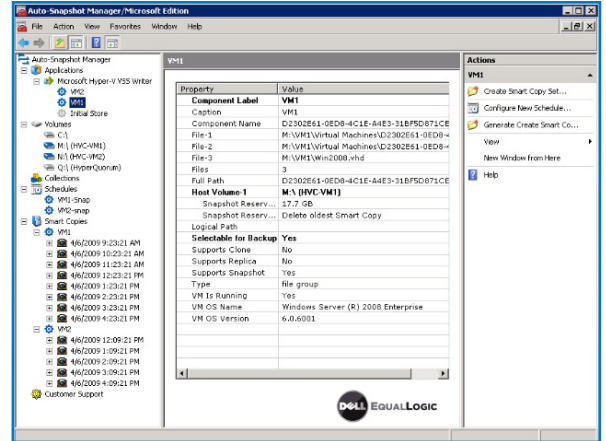 Auto-Snapshot Manager/Microsoft Edition
File Action View Favorites Window Help
Auto-Snapshot Manager
Applications
Microsoft Hyper-V VSS Writer
VM2
VM1
Initial Store
Volumes
C:\
M:\ (HVC-VM1)
N:\ (HVC-VM2)
Q:\ (HyperQuorum)
Collections
Schedules
VM1-Snap
VM2-snap
Smart Copies
VM1
4/6/2009 9:23:21 AM
4/6/2009 10:23:21 AM
4/6/2009 11:23:21 AM
4/6/2009 12:23:21 PM
4/6/2009 1:23:21 PM
4/6/2009 2:23:21 PM
4/6/2009 3:23:21 PM
4/6/2009 4:23:21 PM
VM2
4/6/2009 12:09:21 PM
4/6/2009 1:09:21 PM
4/6/2009 2:09:21 PM
4/6/2009 3:09:21 PM
4/6/2009 4:09:21 PM
Customer Support
VM1
Property Value
Component Label VM1
Caption VM1
Component Name D2302E61-0ED8-4C1E-A4E3-31BF5D871CE
File-1 M:\VM1\Virtual Machines\D2302E61-0ED8-4
File-2 M:\VM1\Virtual Machines\D2302E61-0ED8-4
File-3 M:\VM1\Win2008.vhd
Files 3
Full Path D2302E61-0ED8-4C1E-A4E3-31BF5D871CE
Host Volume-1 M:\ (HVC-VM1)
Snapshot Reserv... 17.7 GB
Snapshot Reserv... Delete oldest Smart Copy
Logical Path
Selectable for Backup Yes
Supports Clone No
Supports Replica No
Supports Snapshot Yes
Type file group
VM Is Running Yes
VM OS Name Windows Server (R) 2008 Enterprise
VM OS Version 6.0.6001
DELL EQUALLOGIC
Actions
VM1
Create Smart Copy Set...
Configure New Schedule...
Generate Create Smart Co...
View
New Window from Here
Help